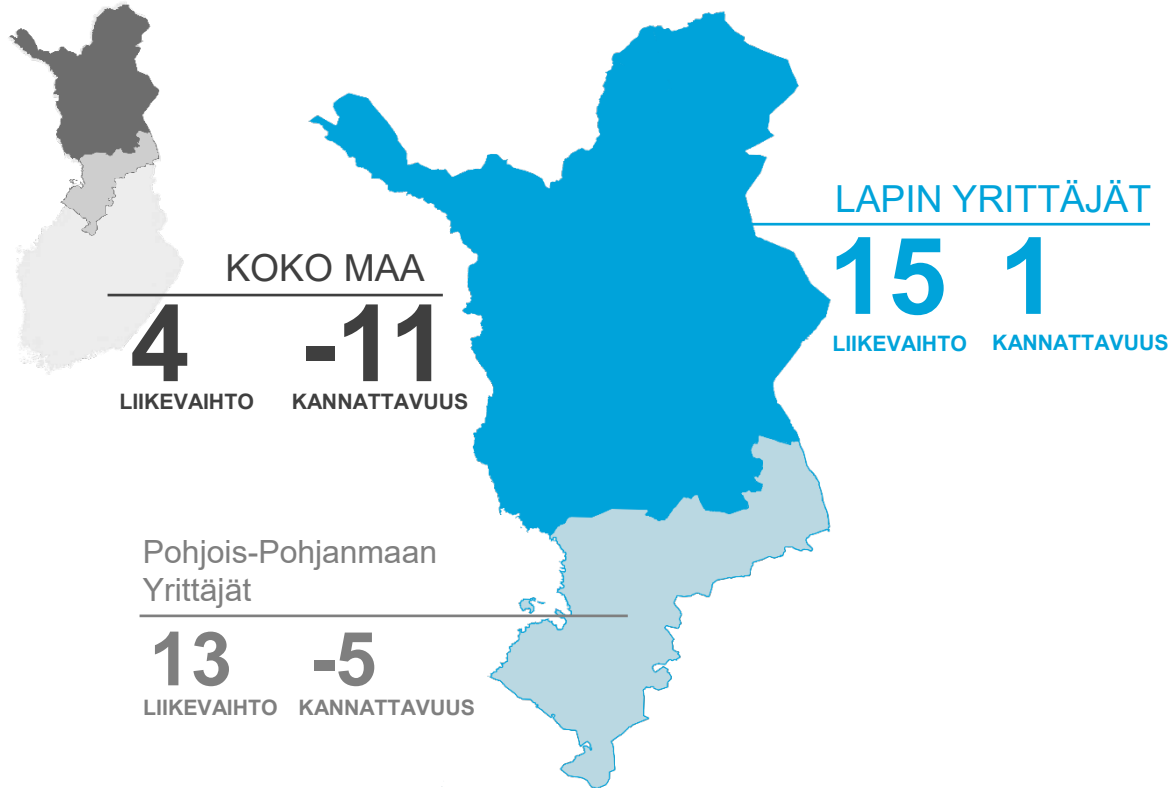 LAPIN YRITTÄJÄT
15 1
LIIKEVAIHTO KANNATTAVUUS
KOKO MAA
4 -11
LIIKEVAIHTO KANNATTAVUUS
Pohjois-Pohjanmaan
Yrittäjät
13 -5
LIIKEVAIHTO KANNATTAVUUS